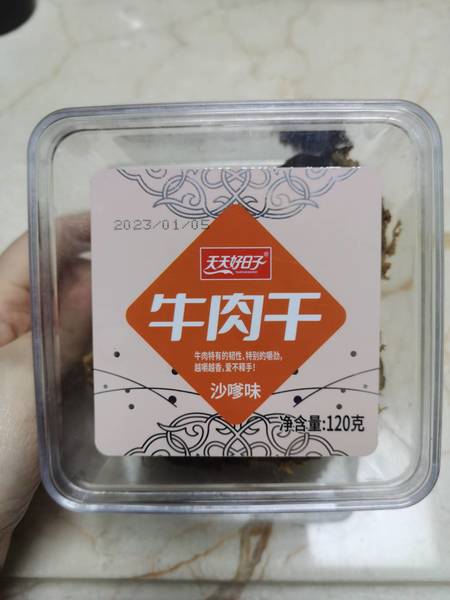 2023/01/05
天天好日子®
牛肉干
牛肉特有的韧性、特别的嚼劲,
越嚼越香,爱不释手!
沙嗲味
净含量:120克